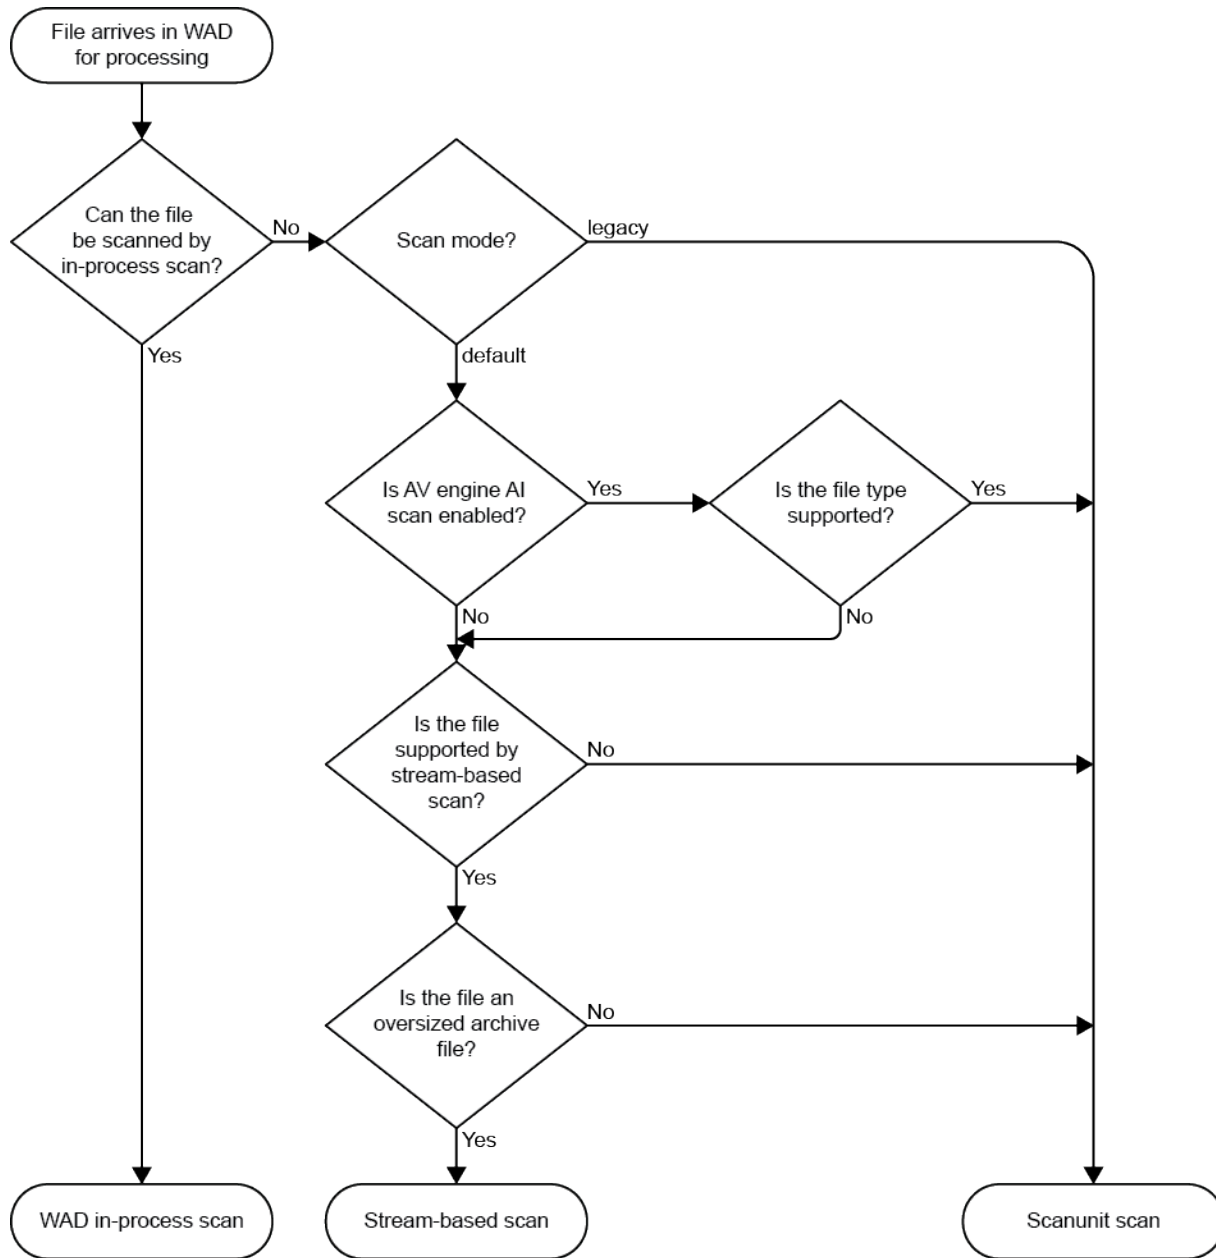 File arrives in WAD
for processing
Can the file
be scanned by
in-process scan?
No
Scan mode?
legacy
Yes
default
Is AV engine AI
scan enabled?
Yes
Is the file type
supported?
Yes
No
No
Is the file
supported by
stream-based
scan?
No
Yes
Is the file an
oversized archive
file?
No
Yes
WAD in-process scan
Stream-based scan
Scanunit scan